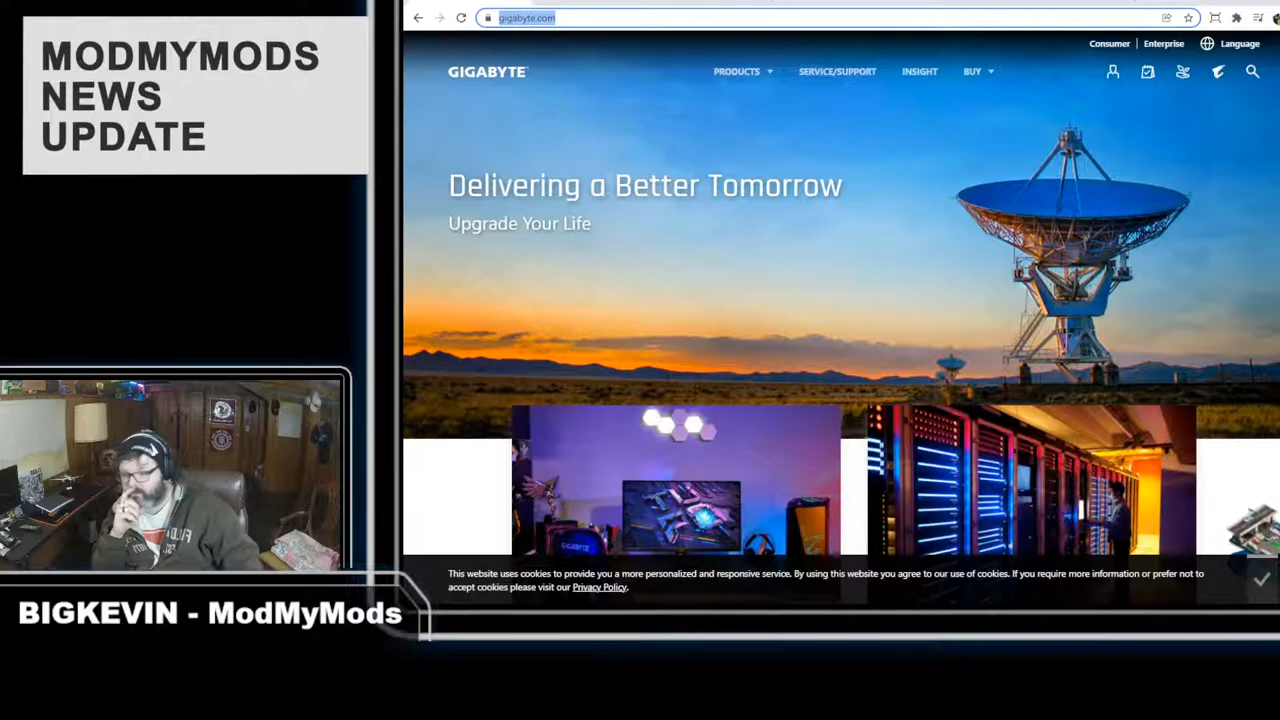 MODMYMODS
NEWS
UPDATE
gigabyte.com
Consumer | Enterprise Language
GIGABYTE
PRODUCTS SERVICE/SUPPORT INSIGHT BUY
Delivering a Better Tomorrow
Upgrade Your Life
GIGABYTE
This website uses cookies to provide you a more personalized and responsive service. By using this website you agree to our use of cookies. If you require more information or prefer not to
accept cookies please visit our Privacy Policy.
BIGKEVIN - ModMyMods